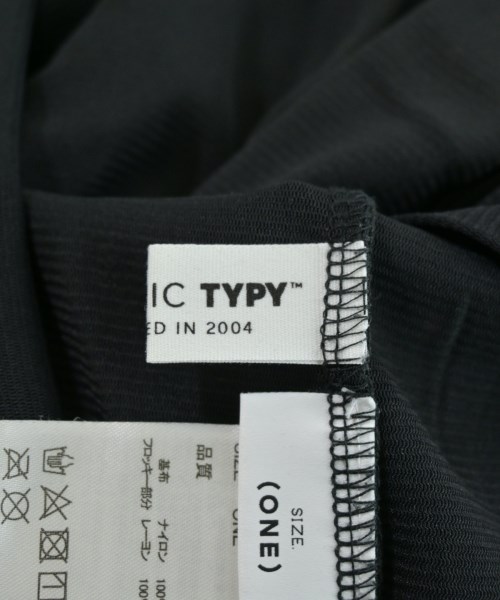 IC TYPY™
ED IN 2004
SIZE.
(ONE)
品質
基布 ナイロン 100%
フロッキー部分 レーヨン 100%